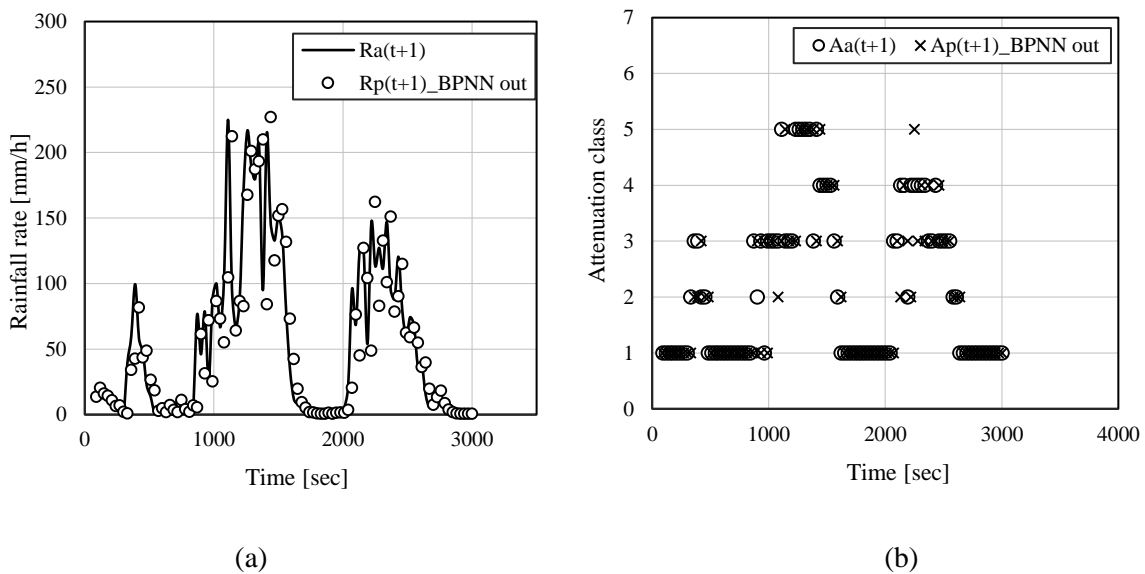 300
250
200
150
100
50
0
Rainfall rate [mm/h]
Ra(t+1)
Rp(t+1)_BPNN out
0 1000 2000 3000
Time [sec]
(a)
7
6
5
4
3
2
1
0
Attenuation class
Aa(t+1) Ap(t+1)_BPNN out
0 1000 2000 3000 4000
Time [sec]
(b)